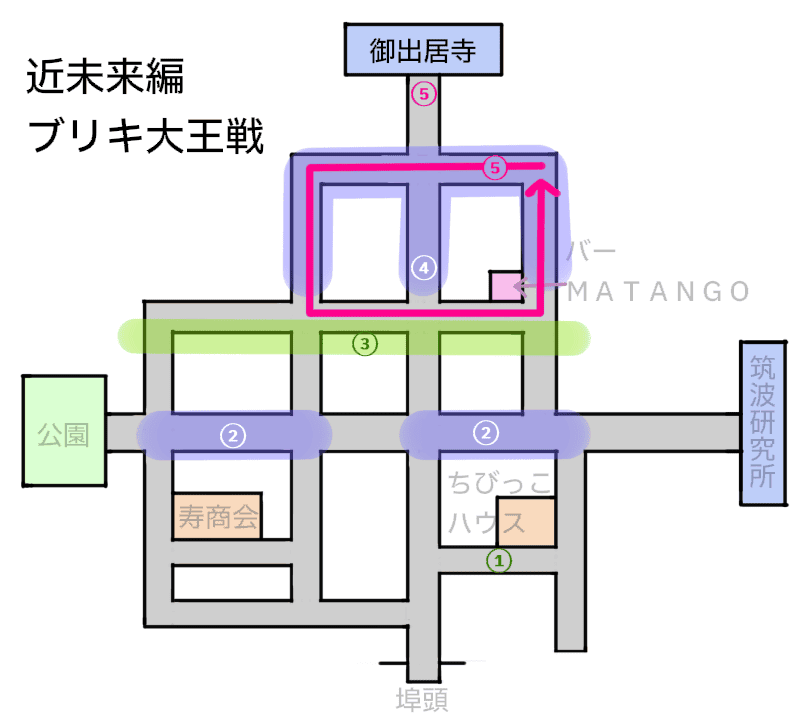 御出居寺
近未来編
ブリキ大王戦
⑤
⑤
④
バー
MATANGO
③
公園
②
②
筑波研究所
ちびっこ
ハウス
寿商会
①
埠頭